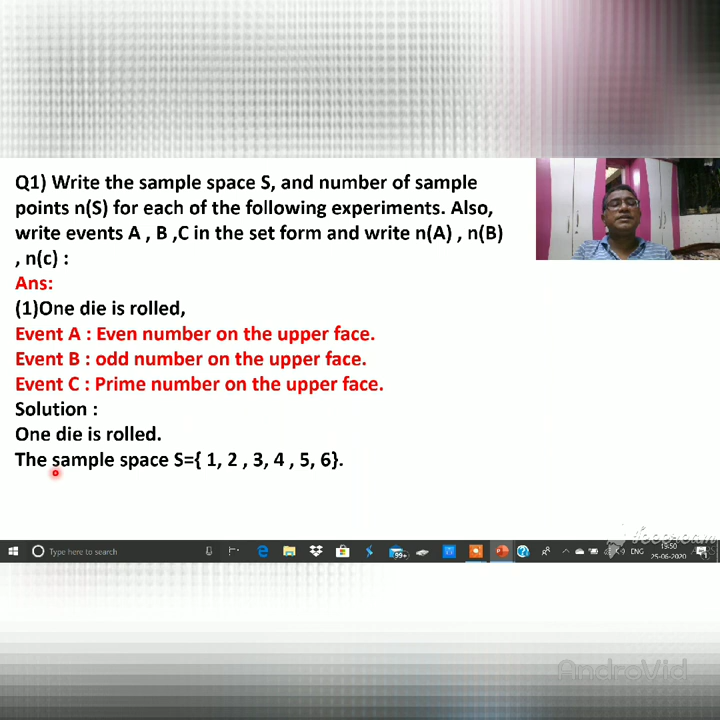 Q1) Write the sample space S, and number of sample
points n(S) for each of the following experiments. Also,
write events A , B ,C in the set form and write n(A) , n(B)
, n(c) :
Ans:
(1)One die is rolled,
Event A : Even number on the upper face.
Event B : odd number on the upper face.
Event C : Prime number on the upper face.
Solution :
One die is rolled.
The sample space S={ 1, 2 , 3, 4 , 5, 6}.
Type here to search
99+
ENG
15:50
25-06-2020
AndroVid